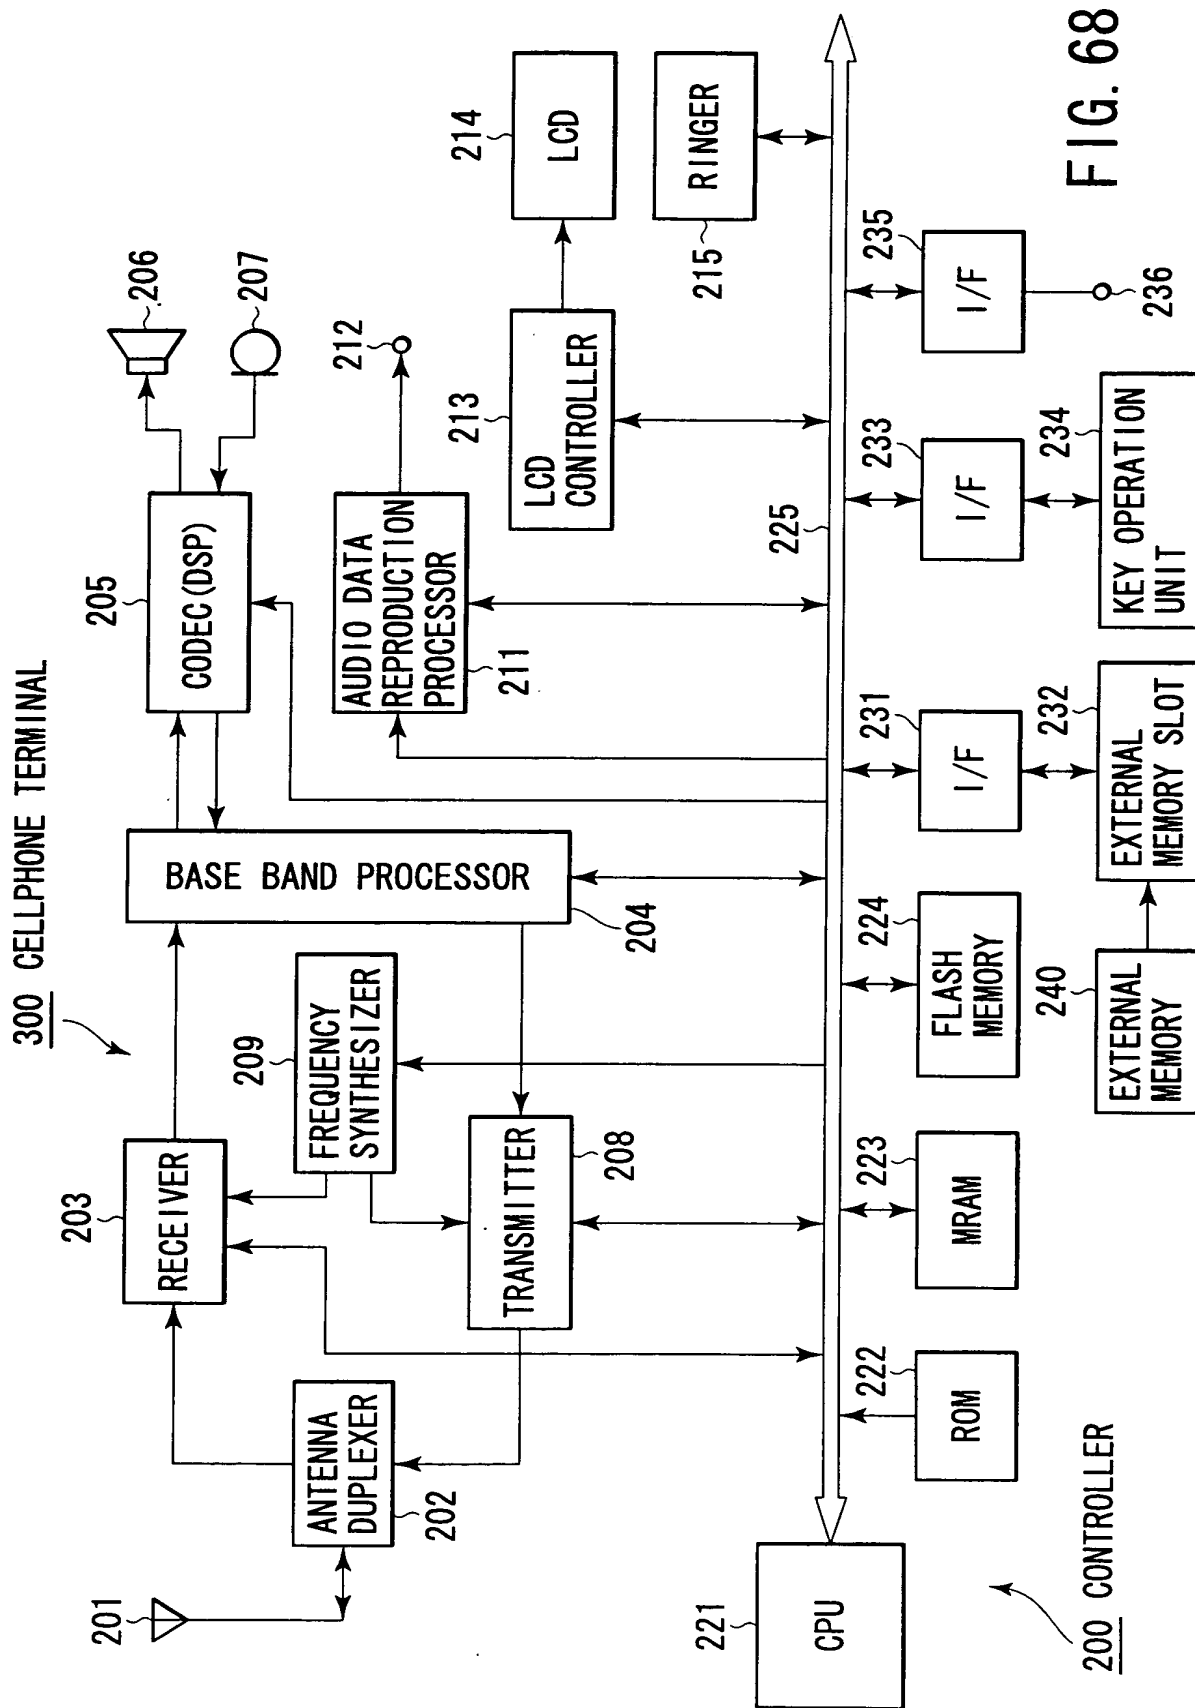 300 CELLPHONE TERMINAL
201
ANTENNA
DUPLEXER
202
203
RECEIVER
209
FREQUENCY
SYNTHESIZER
TRANSMITTER
208
BASE BAND PROCESSOR
204
205
CODEC(DSP)
206
207
AUDIO DATA
REPRODUCTION
PROCESSOR
211
212
213
LCD
CONTROLLER
214
LCD
RINGER
215
221
CPU
225
222
ROM
223
MRAM
224
FLASH
MEMORY
231
I/F
232
EXTERNAL
MEMORY SLOT
240
EXTERNAL
MEMORY
233
I/F
234
KEY OPERATION
UNIT
235
I/F
236
200 CONTROLLER
FIG. 68